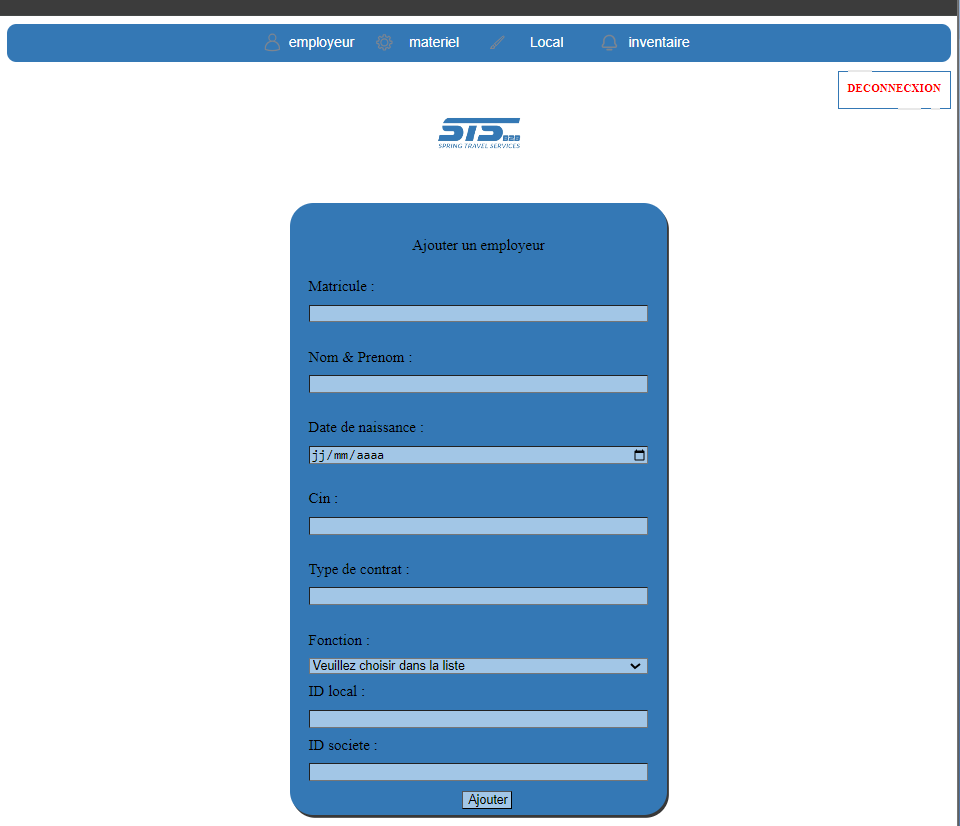 employeur materiel Local inventaire
DECONNECXION
STS B2B
SPRING TRAVEL SERVICES
Ajouter un employeur
Matricule :
Nom & Prenom :
Date de naissance :
jj/mm/aaaa
Cin :
Type de contrat :
Fonction :
Veuillez choisir dans la liste
ID local :
ID societe :
Ajouter